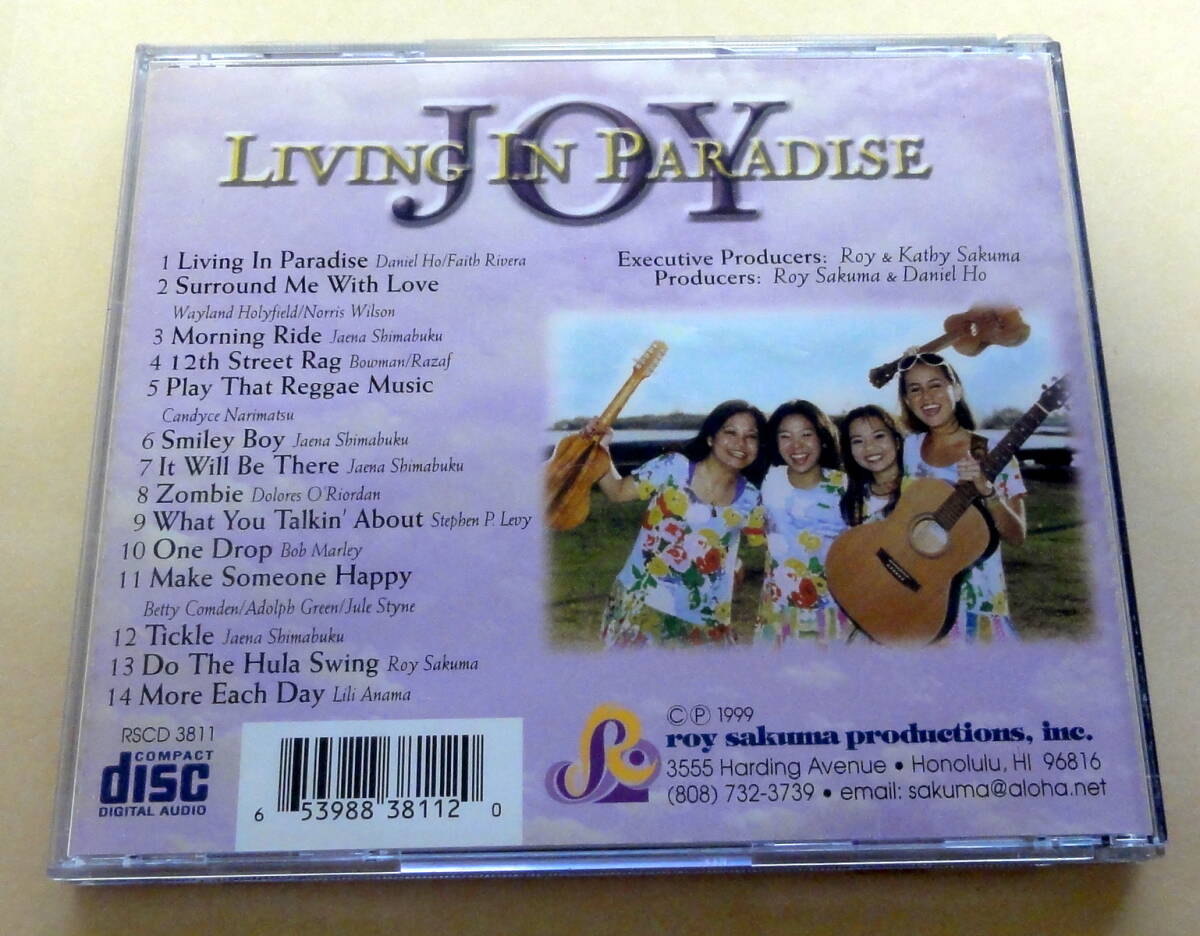 JOY
LIVING IN PARADISE
1 Living In Paradise Daniel Ho/Faith Rivera
2 Surround Me With Love
Wayland Holyfield/Norris Wilson
3 Morning Ride Jaena Shimabuku
4 12th Street Rag Bowman/Razaf
5 Play That Reggae Music
Candyce Narimatsu
6 Smiley Boy Jaena Shimabuku
7 It Will Be There Jaena Shimabuku
8 Zombie Dolores O'Riordan
9 What You Talkin' About Stephen P. Levy
10 One Drop Bob Marley
11 Make Someone Happy
Betty Comden/Adolph Green/Jule Styne
12 Tickle Jaena Shimabuku
13 Do The Hula Swing Roy Sakuma
14 More Each Day Lili Anama
Executive Producers: Roy & Kathy Sakuma
Producers: Roy Sakuma & Daniel Ho
RSCD 3811
COMPACT
disc
DIGITAL AUDIO
6 53988 38112 0
© ℗ 1999
roy sakuma productions, inc.
3555 Harding Avenue • Honolulu, HI 96816
(808) 732-3739 • email: sakuma@aloha.net